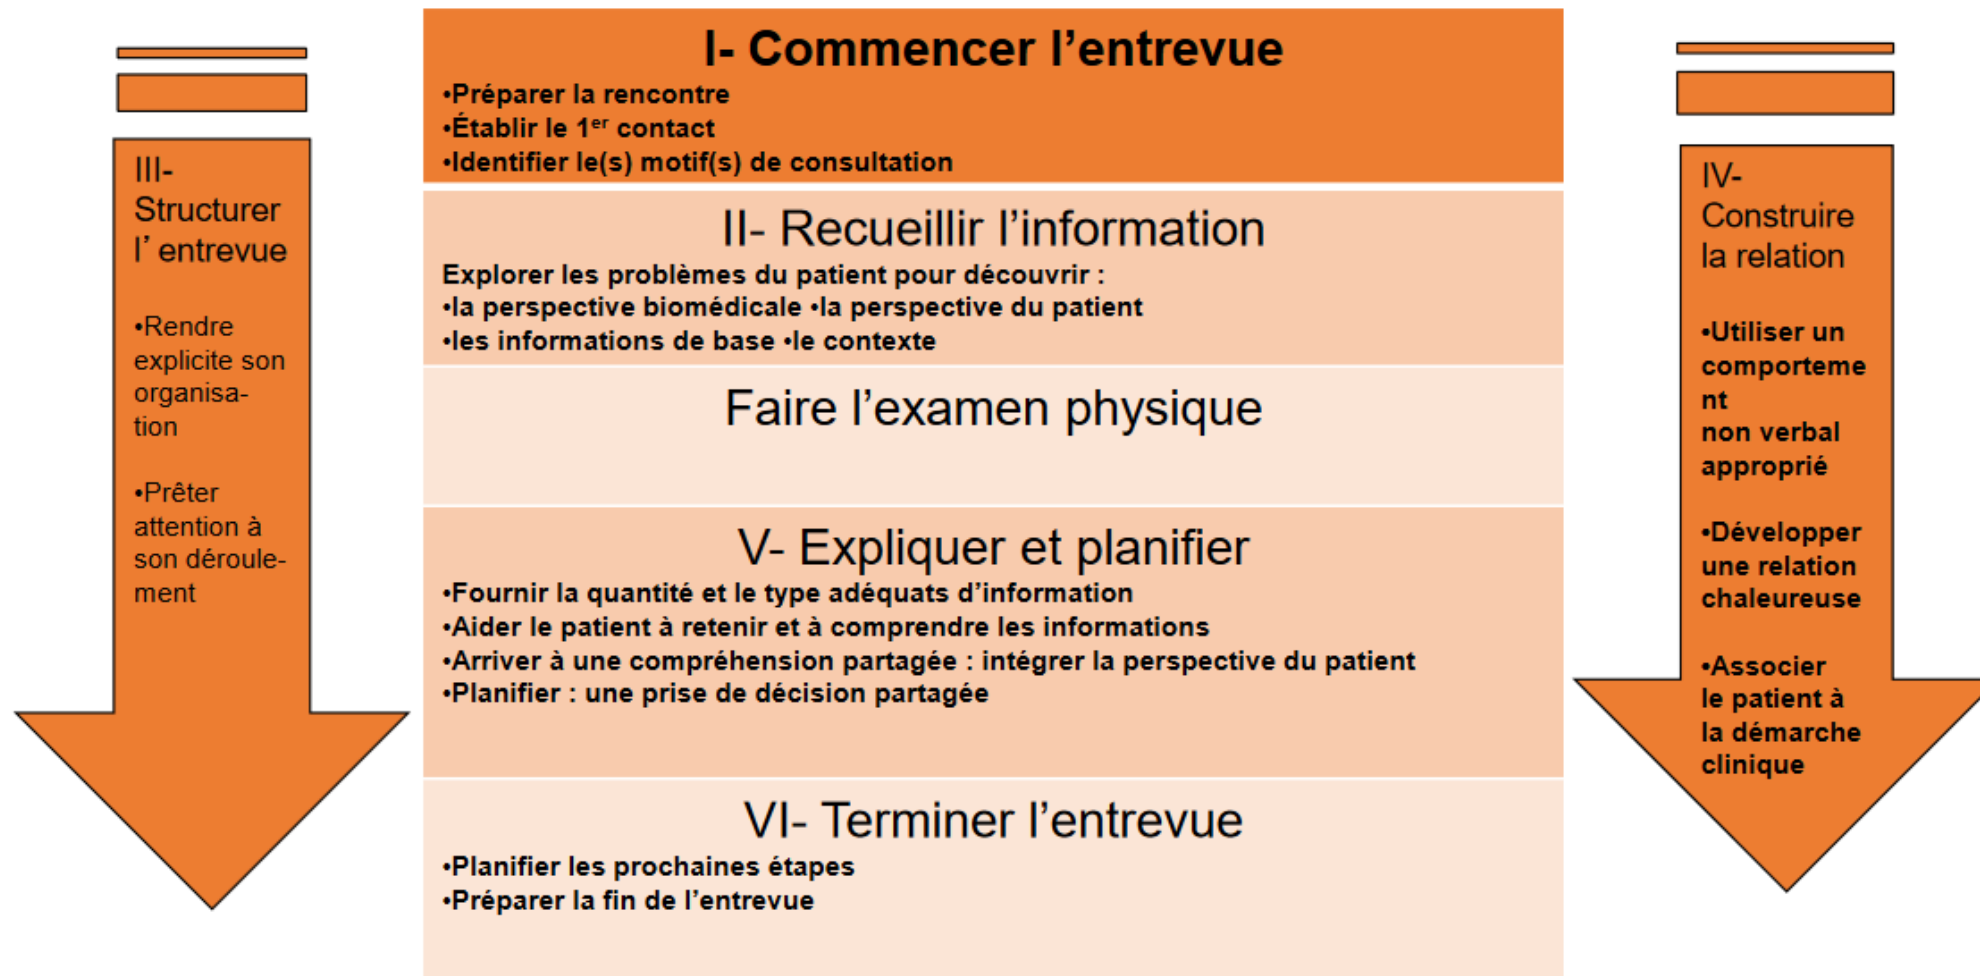 I- Commencer l’entrevue
•Préparer la rencontre
•Établir le 1er contact
•Identifier le(s) motif(s) de consultation
II- Recueillir l’information
Explorer les problèmes du patient pour découvrir :
•la perspective biomédicale •la perspective du patient
•les informations de base •le contexte
Faire l’examen physique
V- Expliquer et planifier
•Fournir la quantité et le type adéquats d’information
•Aider le patient à retenir et à comprendre les informations
•Arriver à une compréhension partagée : intégrer la perspective du patient
•Planifier : une prise de décision partagée
VI- Terminer l’entrevue
•Planifier les prochaines étapes
•Préparer la fin de l’entrevue
III-
Structurer
l’ entrevue
•Rendre
explicite son
organisa-
tion
•Prêter
attention à
son déroule-
ment
IV-
Construire
la relation
•Utiliser un
comporteme
nt
non verbal
approprié
•Développer
une relation
chaleureuse
•Associer
le patient à
la démarche
clinique